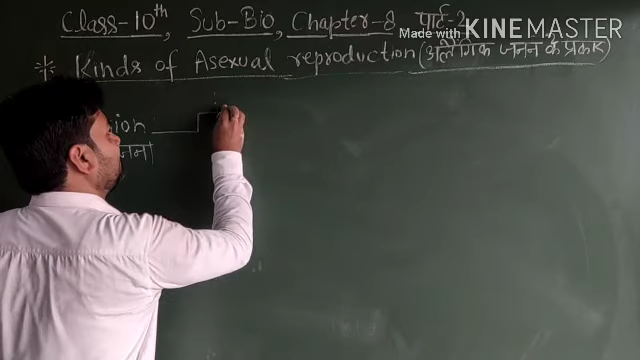 Class-10th, Sub-Bio, Chapter-8, पार्ट-2
Made with KINEMASTER
* Kinds of Asexual reproduction (अलैंगिक जनन के प्रकार)